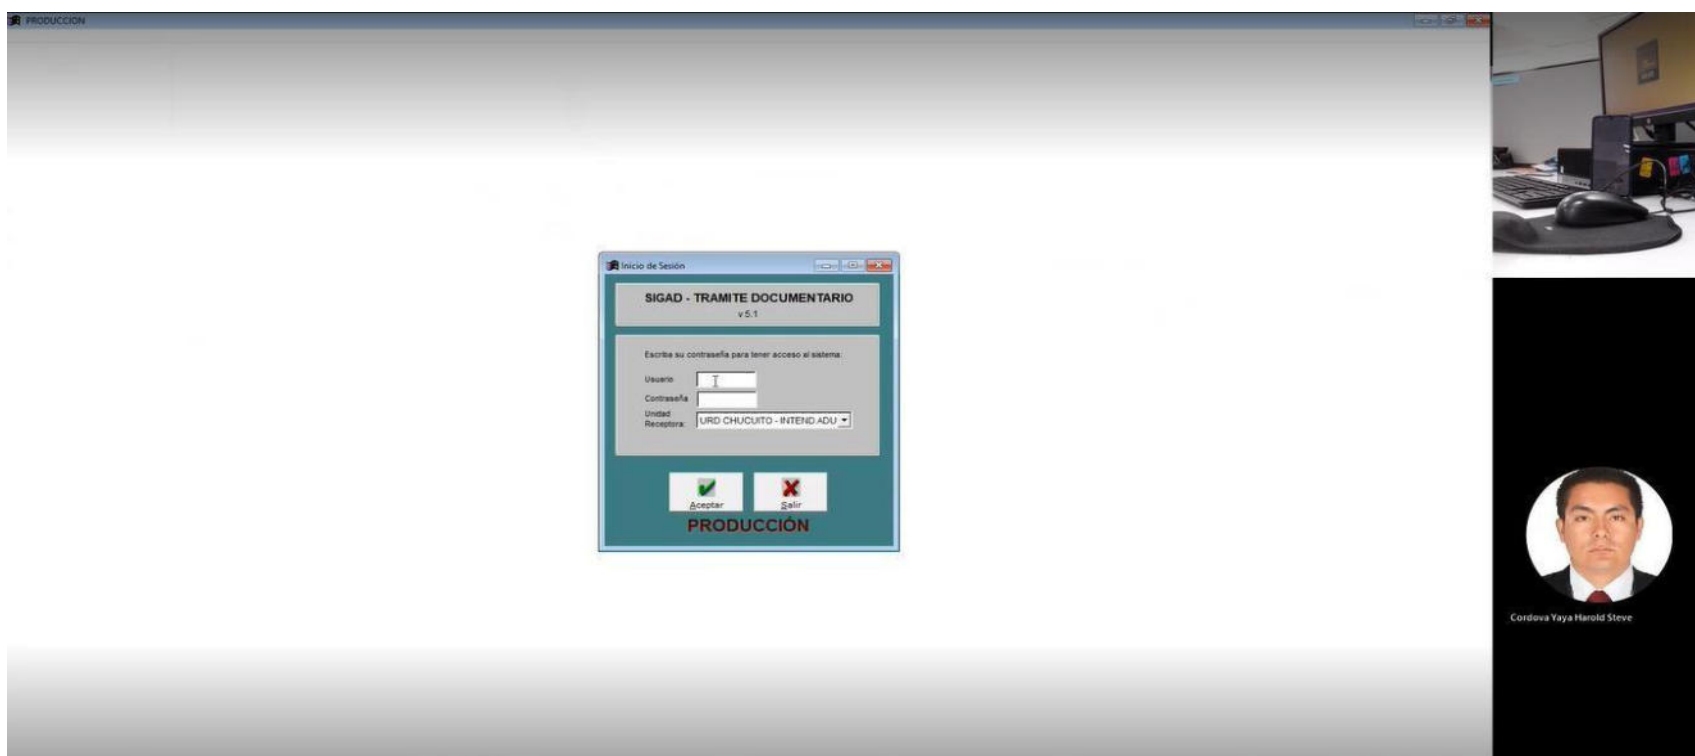 PRODUCCION
Inicio de Sesión
SIGAD - TRAMITE DOCUMENTARIO
v 5.1
Escriba su contraseña para tener acceso al sistema.
Usuario
Contraseña
Unidad
Receptora:
URD CHUCUITO - INTEND.ADU
Aceptar
Salir
PRODUCCIÓN
Cordova Yaya Harold Steve